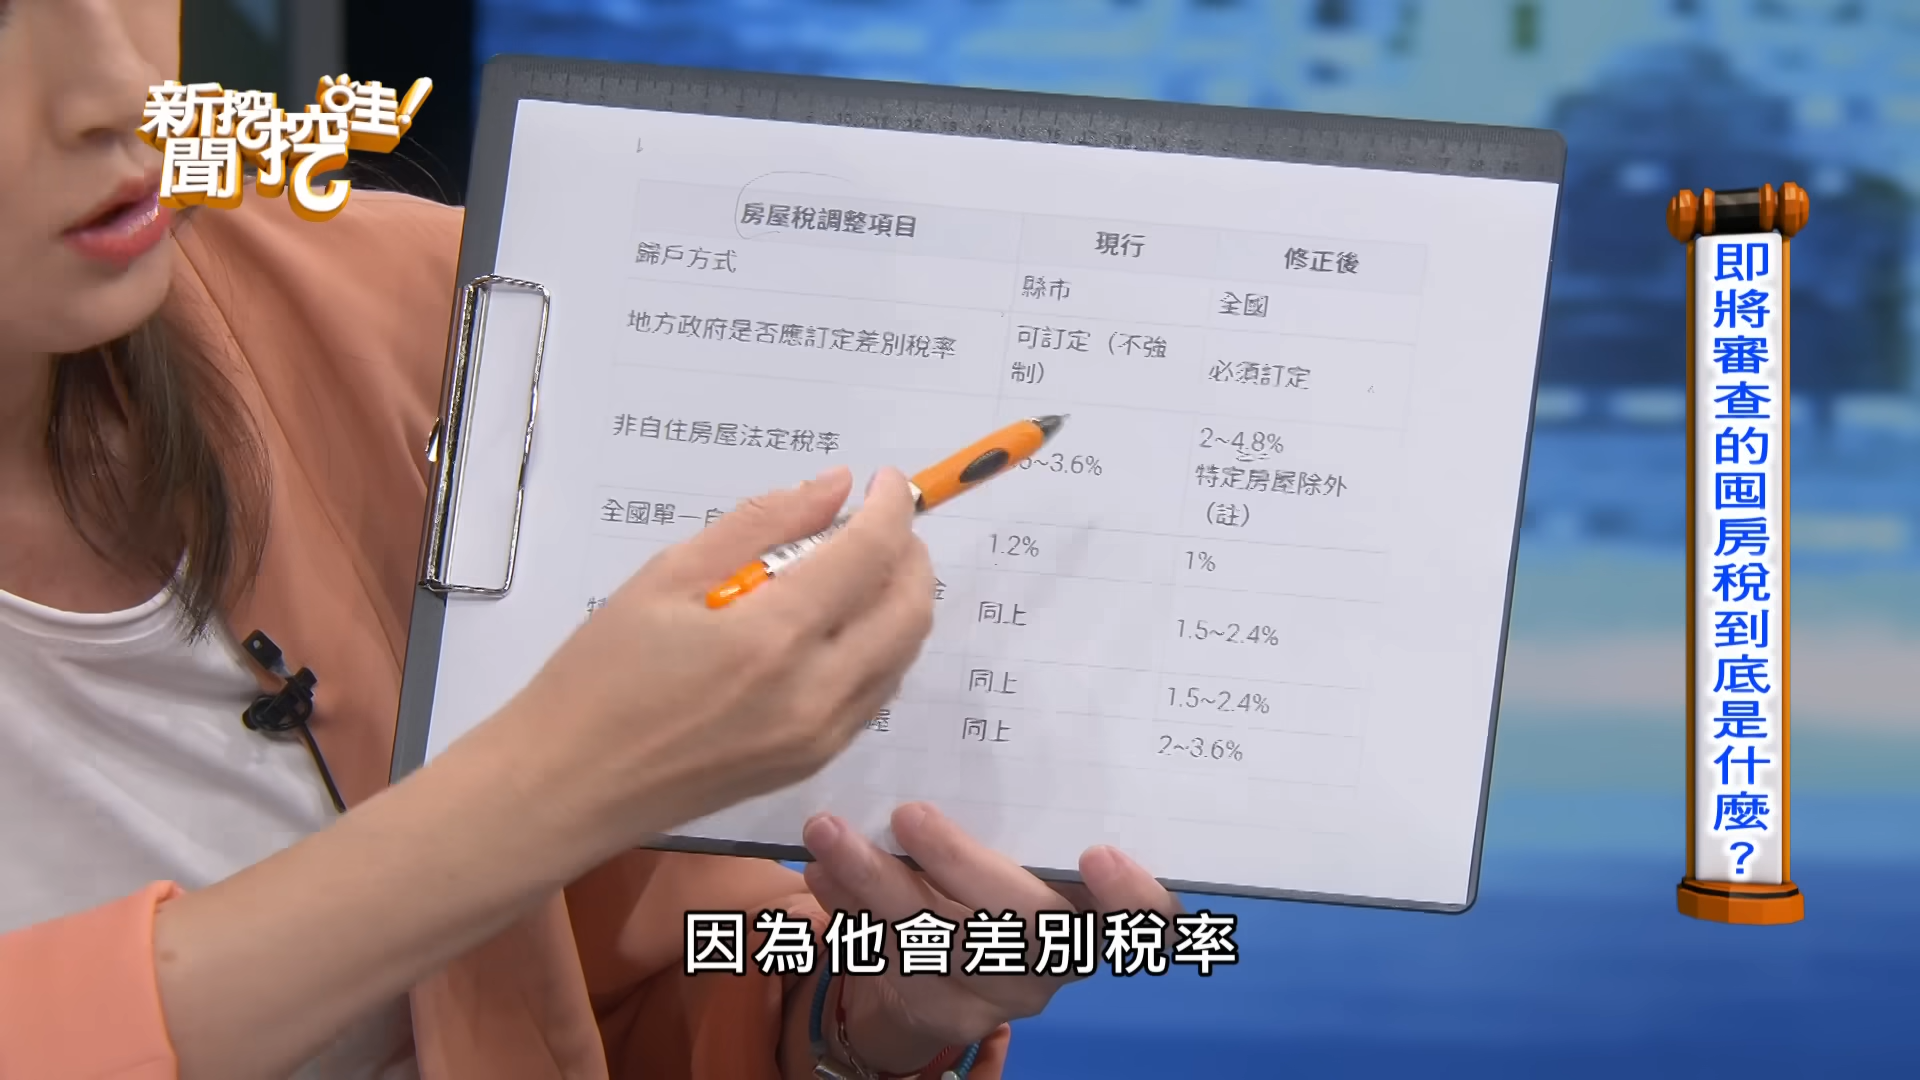 新聞挖挖哇!
房屋稅調整項目 現行 修正後
歸戶方式 縣市 全國
地方政府是否應訂定差別稅率 可訂定（不強制） 必須訂定
非自住房屋法定稅率 ~3.6% 2~4.8%
特定房屋除外
（註）
全國單一自 1.2% 1%
同上 1.5~2.4%
同上 1.5~2.4%
屋 同上 2~3.6%
即將審查的囤房稅到底是什麼？
因為他會差別稅率